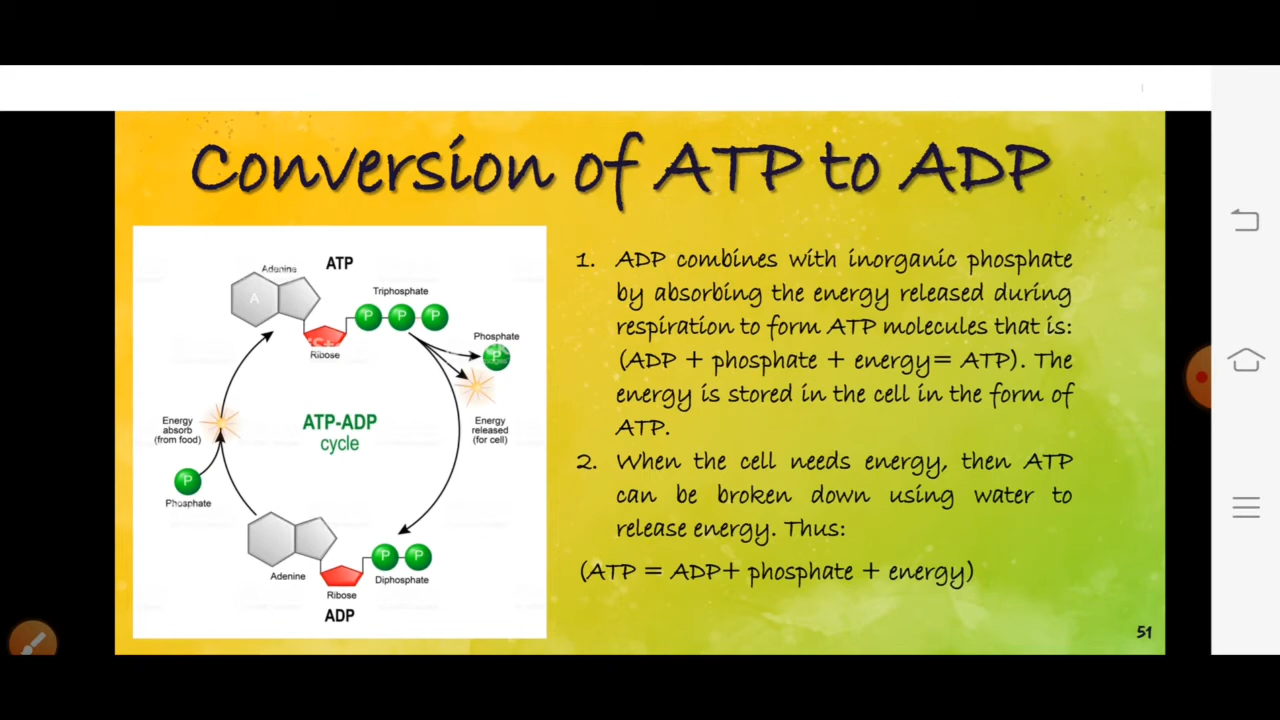 Conversion of ATP to ADP
ATP
Adenine
A
Triphosphate
P P P
Ribose
Phosphate
P
Energy
absorb
(from food)
ATP-ADP
cycle
Energy
released
(for cell)
P
Phosphate
P P
Adenine
Diphosphate
Ribose
ADP
1. ADP combines with inorganic phosphate
by absorbing the energy released during
respiration to form ATP molecules that is:
(ADP + phosphate + energy= ATP). The
energy is stored in the cell in the form of
ATP.
2. When the cell needs energy, then ATP
can be broken down using water to
release energy. Thus:
(ATP = ADP+ phosphate + energy)
51